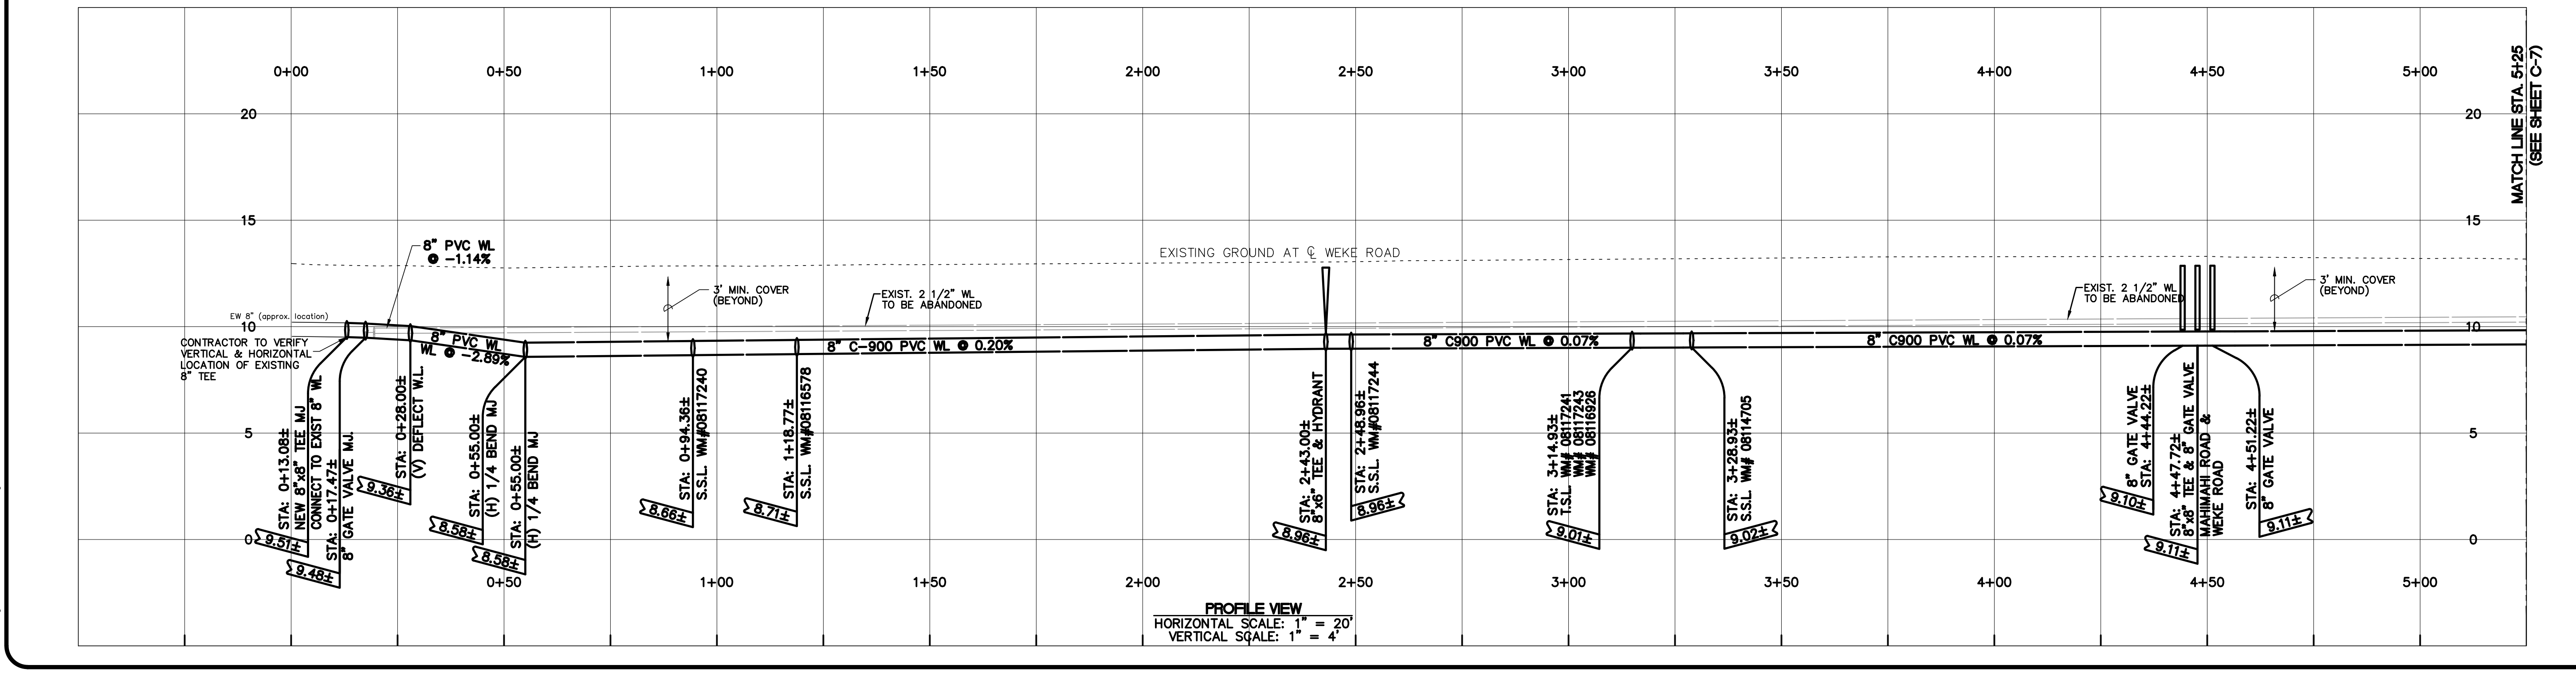 0+00 0+50 1+00 1+50 2+00 2+50 3+00 3+50 4+00 4+50 5+00
MATCH LINE STA. 5+25
(SEE SHEET C-7)
20 20
15 15
8" PVC WL
@ -1.14%
EXISTING GROUND AT ℄ WEKE ROAD
3' MIN. COVER
(BEYOND)
EXIST. 2 1/2" WL
TO BE ABANDONED
EXIST. 2 1/2" WL
TO BE ABANDONED
3' MIN. COVER
(BEYOND)
EW 8" (approx. location)
10 10
CONTRACTOR TO VERIFY
VERTICAL & HORIZONTAL
LOCATION OF EXISTING
8" TEE
8" PVC WL
WL @ -2.89%
8" C-900 PVC WL @ 0.20%
8" C900 PVC WL @ 0.07%
8" C900 PVC WL @ 0.07%
5 5
STA: 0+13.08±
NEW 8"x8" TEE MJ
CONNECT TO EXIST 8" WL
9.51±
STA: 0+17.47±
8" GATE VALVE MJ.
9.48±
STA: 0+28.00±
(V) DEFLECT W.L.
9.36±
STA: 0+55.00±
(H) 1/4 BEND MJ
8.58±
STA: 0+55.00±
(H) 1/4 BEND MJ
8.58±
STA: 0+94.36±
S.S.L. WM#08117240
8.66±
STA: 1+18.77±
S.S.L. WM#08116578
8.71±
STA: 2+43.00±
8"x6" TEE & HYDRANT
8.96±
STA: 2+48.96±
S.S.L. WM#08117244
8.96±
STA: 3+14.93±
T.S.L. WM# 08117241
WM# 08117243
WM# 08116926
9.01±
STA: 3+28.93±
S.S.L. WM# 08114705
9.02±
8" GATE VALVE
STA: 4+44.22±
9.10±
STA: 4+47.72±
8"x8" TEE & 8" GATE VALVE
MAHIMAHI ROAD &
WEKE ROAD
9.11±
STA: 4+51.22±
8" GATE VALVE
9.11±
0 0
0+50 1+00 1+50 2+00 2+50 3+00 3+50 4+00 4+50 5+00
PROFILE VIEW
HORIZONTAL SCALE: 1" = 20'
VERTICAL SCALE: 1" = 4'